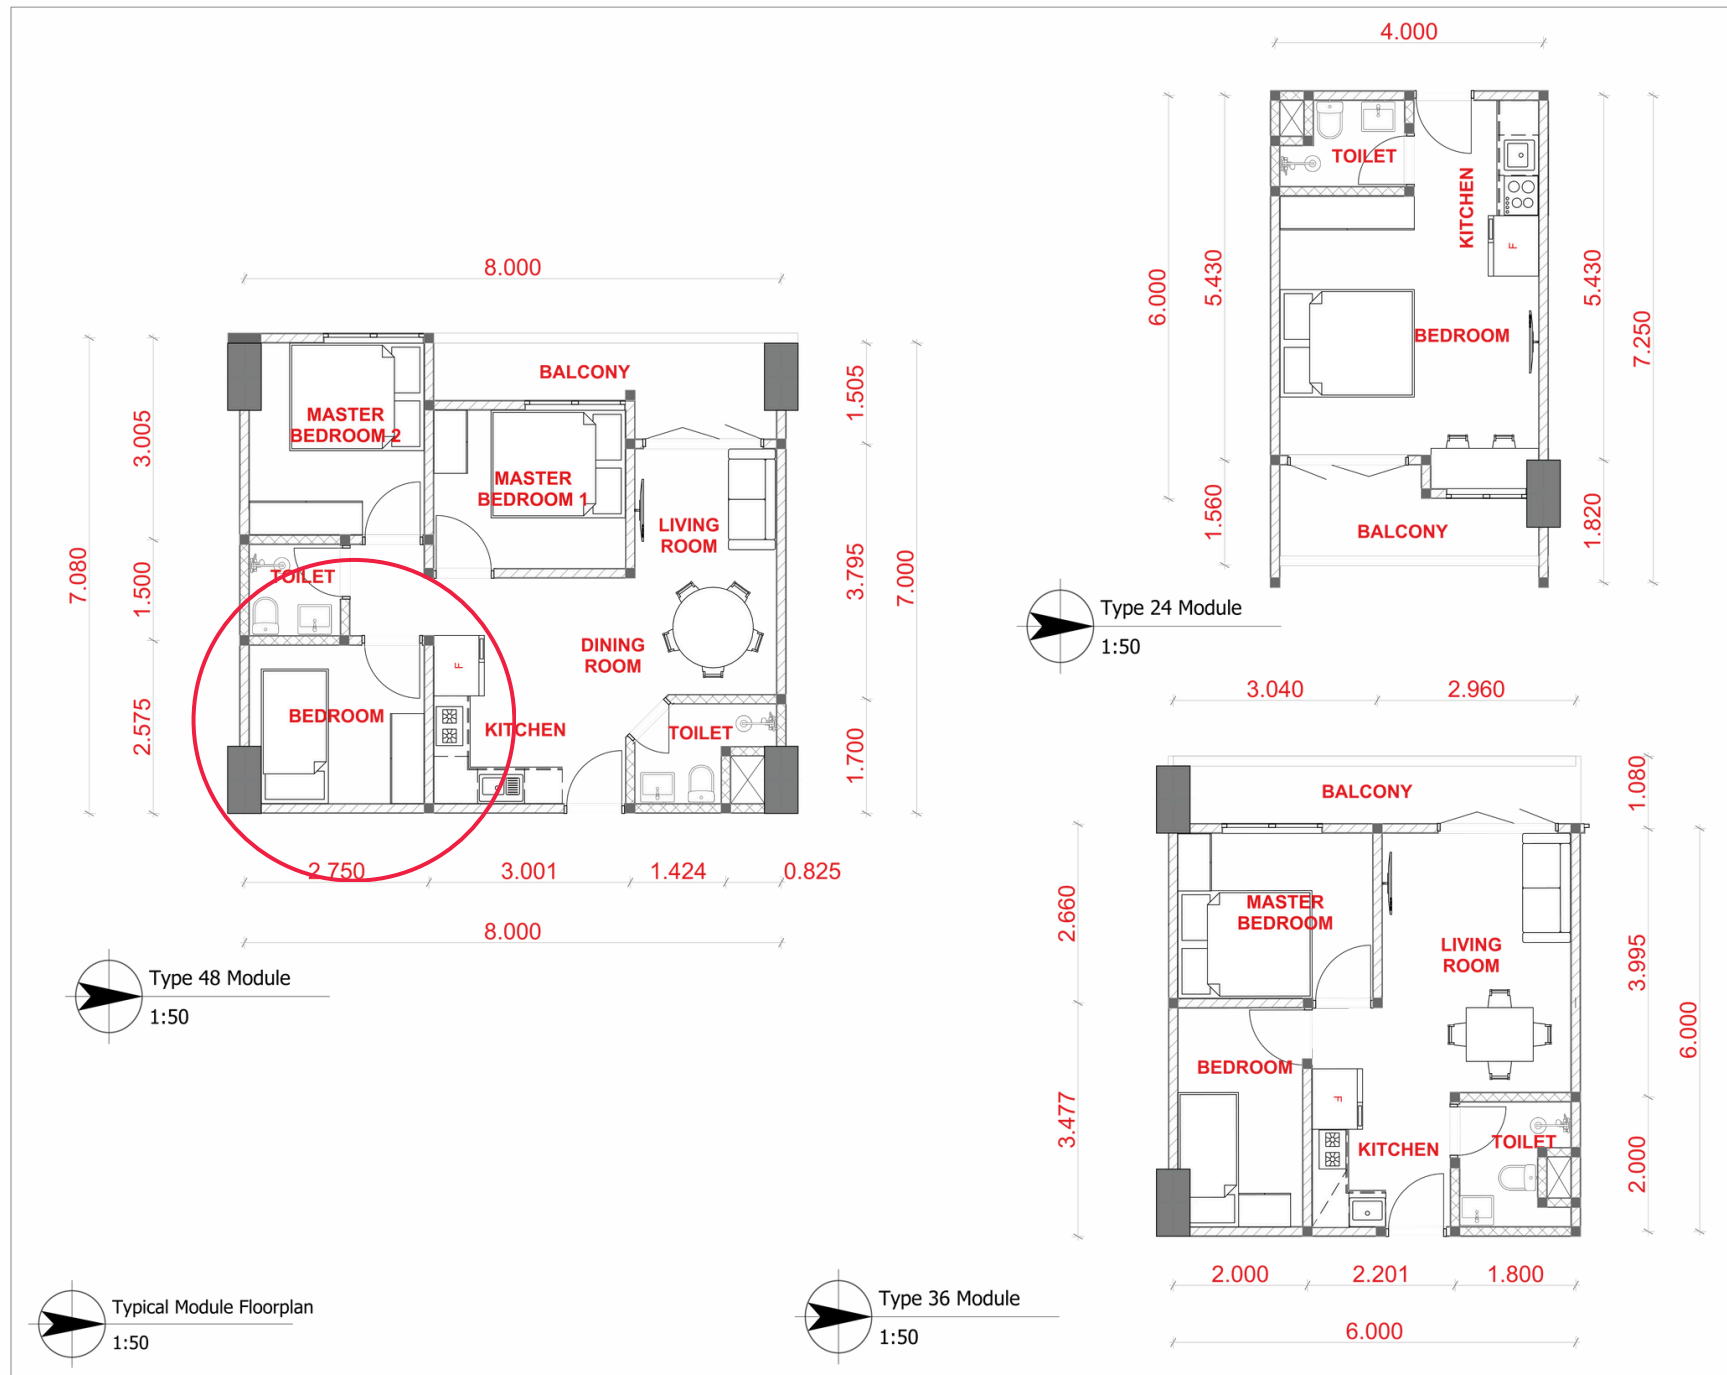 8.000
BALCONY
MASTER
BEDROOM 2
MASTER
BEDROOM 1
LIVING
ROOM
TOILET
DINING
ROOM
F
BEDROOM
KITCHEN
TOILET
7.080
3.005
1.500
2.575
1.505
3.795
1.700
7.000
2.750
3.001
1.424
0.825
8.000
Type 48 Module
1:50
4.000
TOILET
KITCHEN
F
BEDROOM
BALCONY
6.000
5.430
1.560
5.430
1.820
7.250
Type 24 Module
1:50
3.040
2.960
BALCONY
MASTER
BEDROOM
LIVING
ROOM
BEDROOM
F
KITCHEN
TOILET
2.660
3.477
1.080
3.995
2.000
6.000
2.000
2.201
1.800
6.000
Type 36 Module
1:50
Typical Module Floorplan
1:50